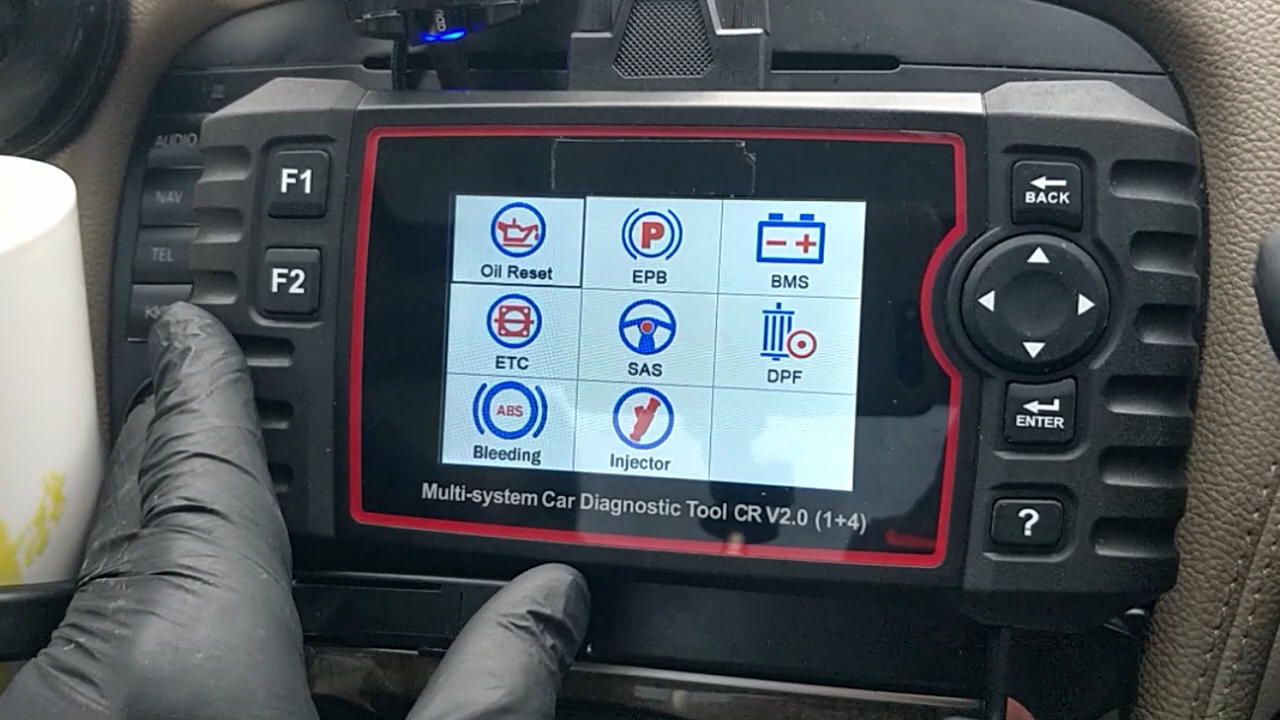 AUDIO
NAV
TEL
F1
F2
Oil Reset
P
EPB
BMS
ETC
SAS
DPF
ABS
Bleeding
Injector
Multi-system Car Diagnostic Tool CR V2.0 (1+4)
BACK
ENTER
?